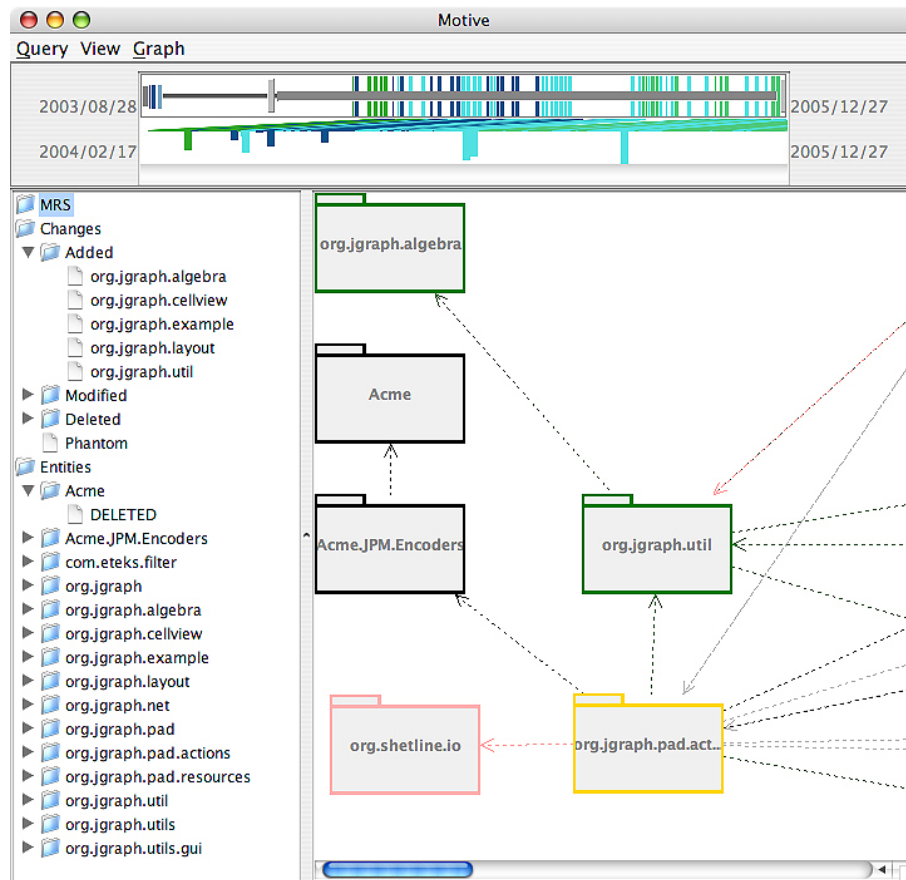 Motive
Query View Graph
2003/08/28 2005/12/27
2004/02/17 2005/12/27
MRS
Changes
Added
org.jgraph.algebra
org.jgraph.cellview
org.jgraph.example
org.jgraph.layout
org.jgraph.util
Modified
Deleted
Phantom
Entities
Acme
DELETED
Acme.JPM.Encoders
com.eteks.filter
org.jgraph
org.jgraph.algebra
org.jgraph.cellview
org.jgraph.example
org.jgraph.layout
org.jgraph.net
org.jgraph.pad
org.jgraph.pad.actions
org.jgraph.pad.resources
org.jgraph.util
org.jgraph.utils
org.jgraph.utils.gui
org.jgraph.algebra
Acme
Acme.JPM.Encoders
org.jgraph.util
org.shetline.io
org.jgraph.pad.act...